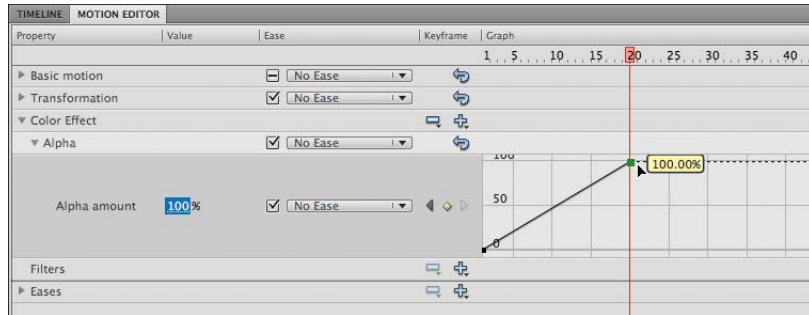 TIMELINE MOTION EDITOR
Property Value Ease Keyframe Graph
1 5 10 15 20 25 30 35 40
Basic motion No Ease
Transformation No Ease
Color Effect
Alpha No Ease
100
100.00%
50
Alpha amount 100 % No Ease
0
Filters
Eases